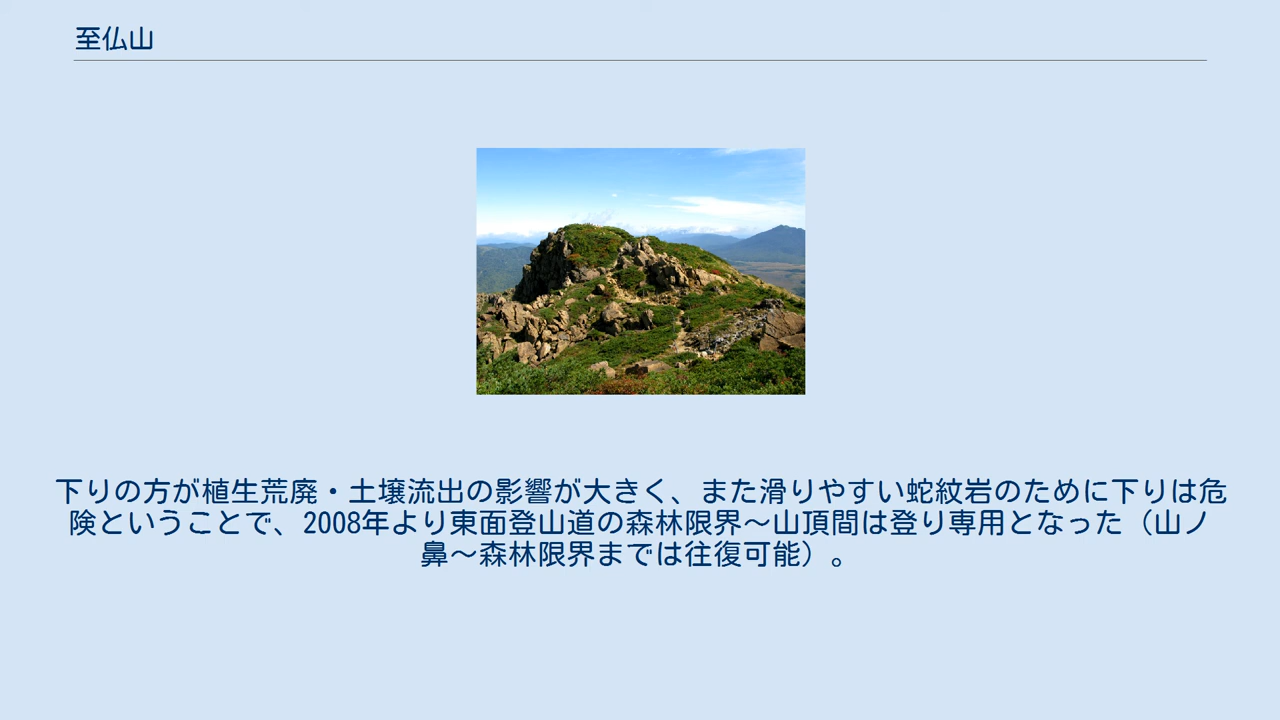 至仏山
下りの方が植生荒廃・土壌流出の影響が大きく、また滑りやすい蛇紋岩のために下りは危
険ということで、2008年より東面登山道の森林限界～山頂間は登り専用となった（山ノ
鼻～森林限界までは往復可能）。